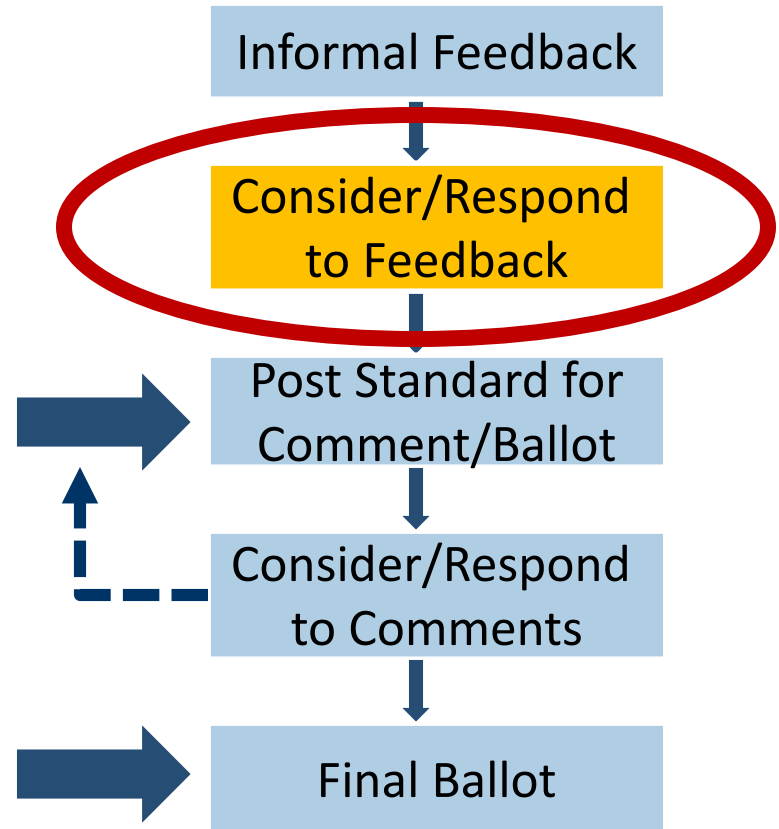 Informal Feedback
Consider/Respond
to Feedback
Post Standard for
Comment/Ballot
Consider/Respond
to Comments
Final Ballot